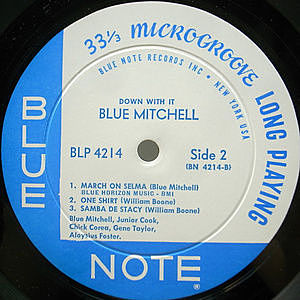 33 1/3 MICROGROOVE LONG PLAYING
BLUE NOTE RECORDS INC • NEW YORK USA
DOWN WITH IT
BLUE MITCHELL
BLP 4214
Side 2
(BN 4214-B)
1. MARCH ON SELMA (Blue Mitchell)
BLUE HORIZON MUSIC - BMI
2. ONE SHIRT (William Boone)
3. SAMBA DE STACY (William Boone)
Blue Mitchell, Junior Cook,
Chick Corea, Gene Taylor,
Aloysius Foster.
BLUE
NOTE®